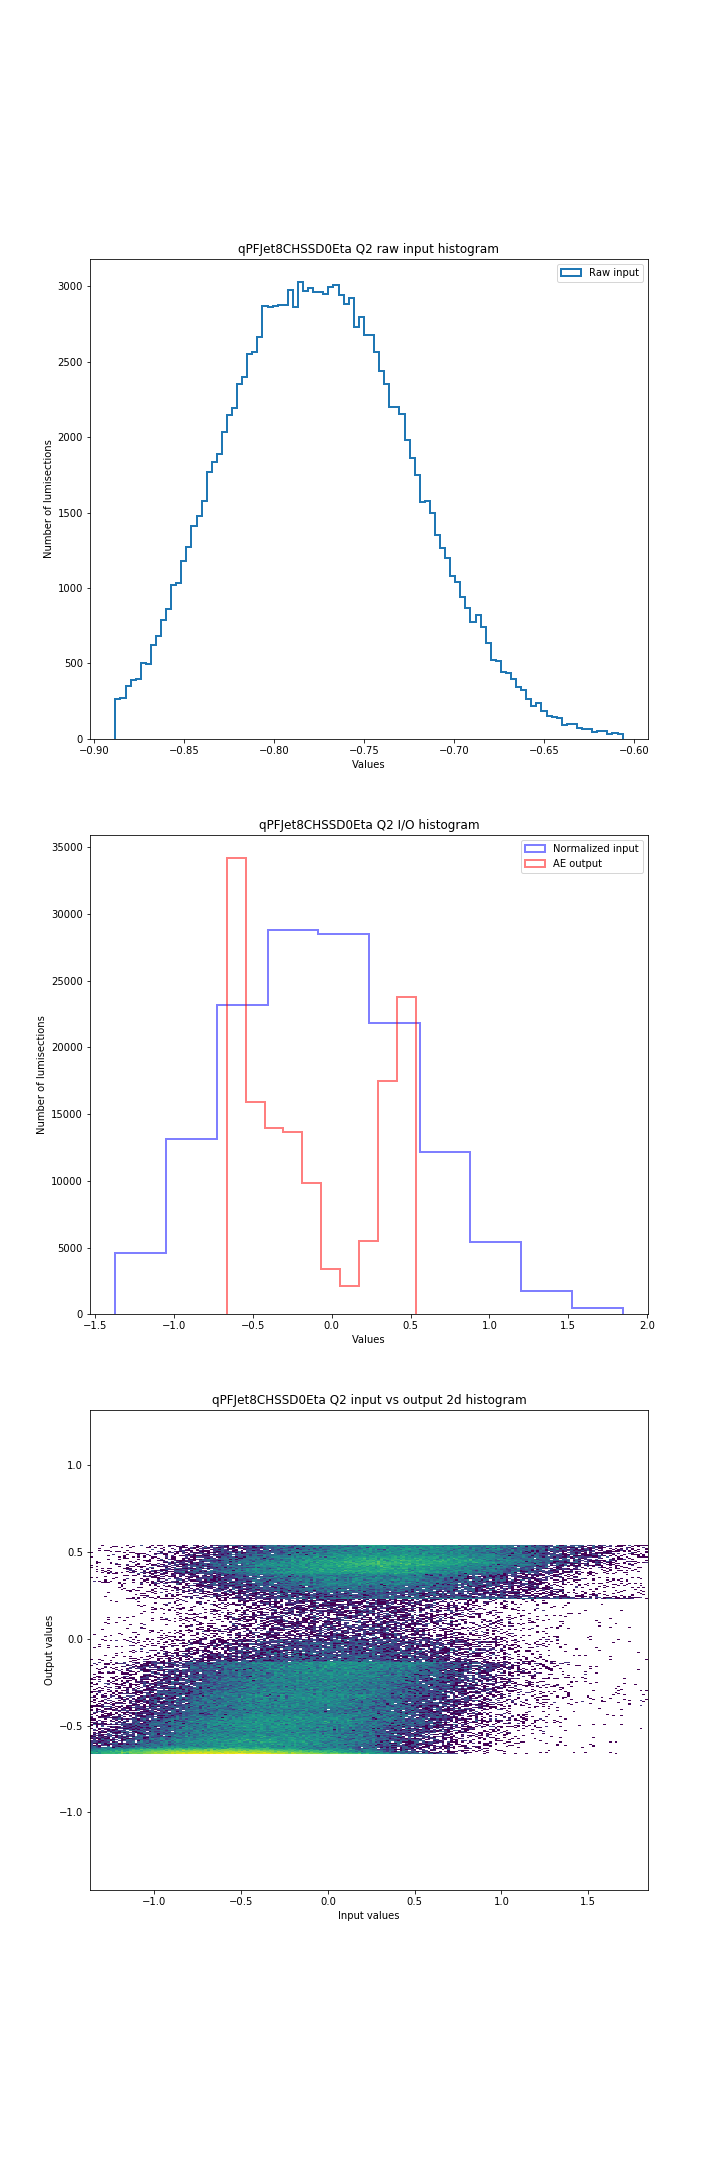 qPFJet8CHSSD0Eta Q2 raw input histogram
Raw input
3000
2500
2000
1500
1000
500
0
Number of lumisections
−0.90 −0.85 −0.80 −0.75 −0.70 −0.65 −0.60
Values
qPFJet8CHSSD0Eta Q2 I/O histogram
Normalized input
AE output
35000
30000
25000
20000
15000
10000
5000
0
Number of lumisections
−1.5 −1.0 −0.5 0.0 0.5 1.0 1.5 2.0
Values
qPFJet8CHSSD0Eta Q2 input vs output 2d histogram
1.0
0.5
0.0
−0.5
−1.0
Output values
−1.0 −0.5 0.0 0.5 1.0 1.5
Input values